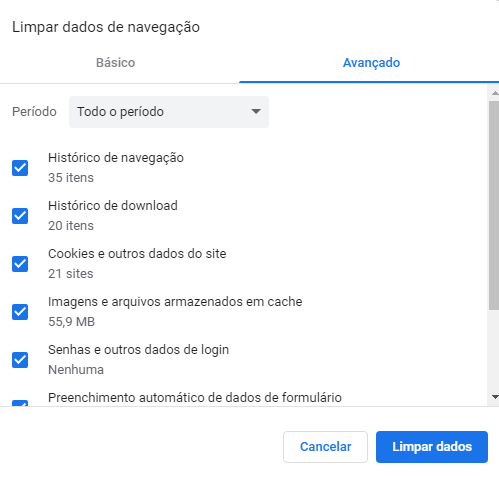 Limpar dados de navegação
Básico
Avançado
Período
Todo o período
Histórico de navegação
35 itens
Histórico de download
20 itens
Cookies e outros dados do site
21 sites
Imagens e arquivos armazenados em cache
55,9 MB
Senhas e outros dados de login
Nenhuma
Preenchimento automático de dados de formulário
Cancelar
Limpar dados